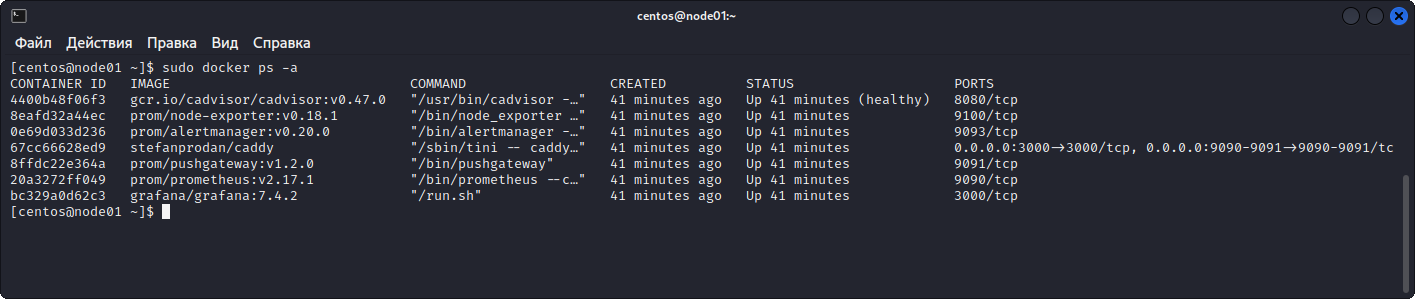 centos@node01:~
Файл Действия Правка Вид Справка
[centos@node01 ~]$ sudo docker ps -a
CONTAINER ID IMAGE COMMAND CREATED STATUS PORTS
4400b48f06f3 gcr.io/cadvisor/cadvisor:v0.47.0 "/usr/bin/cadvisor -…" 41 minutes ago Up 41 minutes (healthy) 8080/tcp
8eafd32a44ec prom/node-exporter:v0.18.1 "/bin/node_exporter …" 41 minutes ago Up 41 minutes 9100/tcp
0e69d033d236 prom/alertmanager:v0.20.0 "/bin/alertmanager -…" 41 minutes ago Up 41 minutes 9093/tcp
67cc66628ed9 stefanprodan/caddy "/sbin/tini -- caddy…" 41 minutes ago Up 41 minutes 0.0.0.0:3000->3000/tcp, 0.0.0.0:9090-9091->9090-9091/tc
8ffdc22e364a prom/pushgateway:v1.2.0 "/bin/pushgateway" 41 minutes ago Up 41 minutes 9091/tcp
20a3272ff049 prom/prometheus:v2.17.1 "/bin/prometheus --c…" 41 minutes ago Up 41 minutes 9090/tcp
bc329a0d62c3 grafana/grafana:7.4.2 "/run.sh" 41 minutes ago Up 41 minutes 3000/tcp
[centos@node01 ~]$